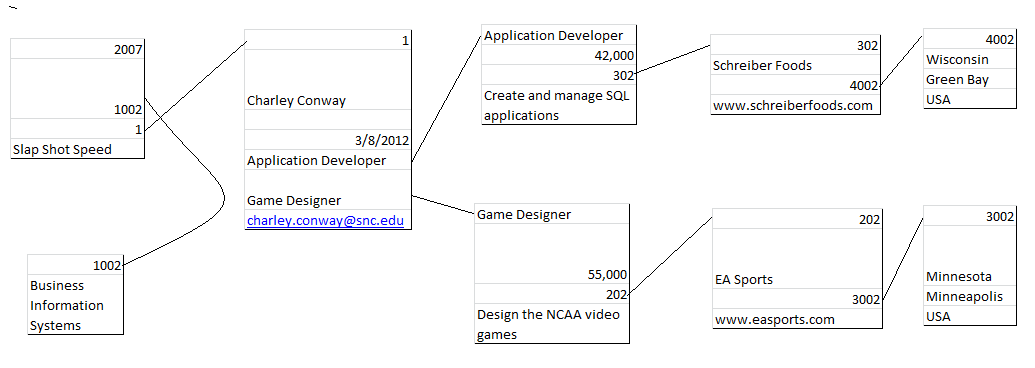 2007
1002
1
Slap Shot Speed
1002
Business
Information
Systems
1
Charley Conway
3/8/2012
Application Developer
Game Designer
charley.conway@snc.edu
Application Developer
42,000
302
Create and manage SQL
applications
Game Designer
55,000
202
Design the NCAA video
games
302
Schreiber Foods
4002
www.schreiberfoods.com
202
EA Sports
3002
www.easports.com
4002
Wisconsin
Green Bay
USA
3002
Minnesota
Minneapolis
USA